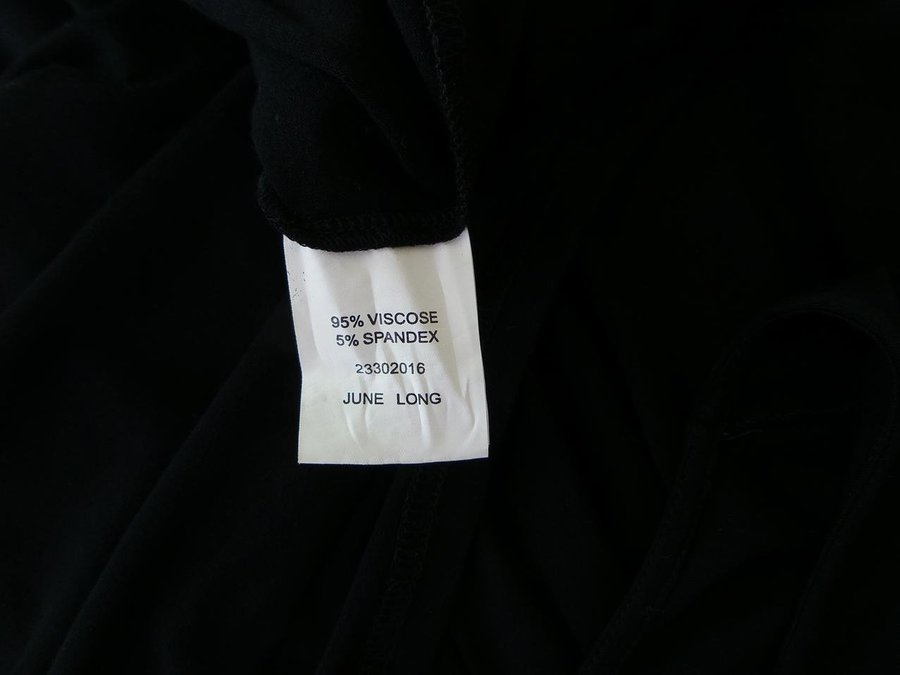 95% VISCOSE
5% SPANDEX
23302016
JUNE LONG